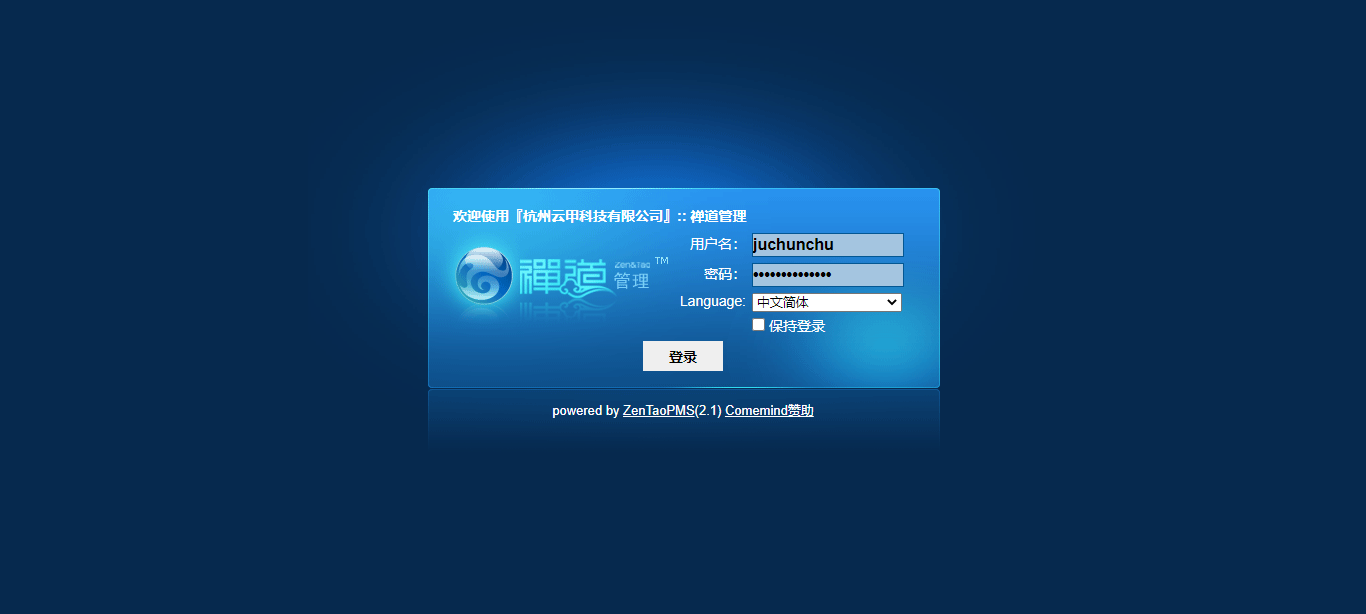 欢迎使用『杭州云甲科技有限公司』:: 禅道管理
用户名： juchunchu
禪道 Zen&Tao 管理 TM
密码： ••••••••••••••
Language: 中文简体
保持登录
登录
powered by ZenTaoPMS(2.1) Comemind赞助